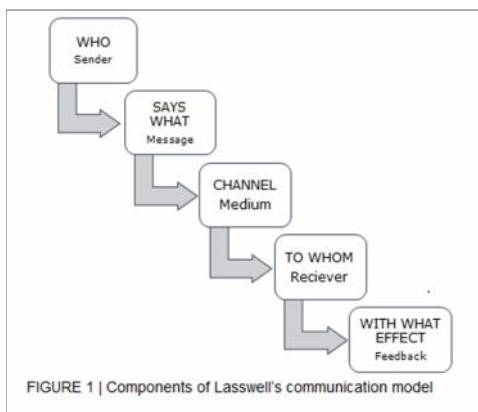 WHO
Sender
SAYS
WHAT
Message
CHANNEL
Medium
TO WHOM
Reciever
WITH WHAT
EFFECT
Feedback
FIGURE 1 | Components of Lasswell's communication model